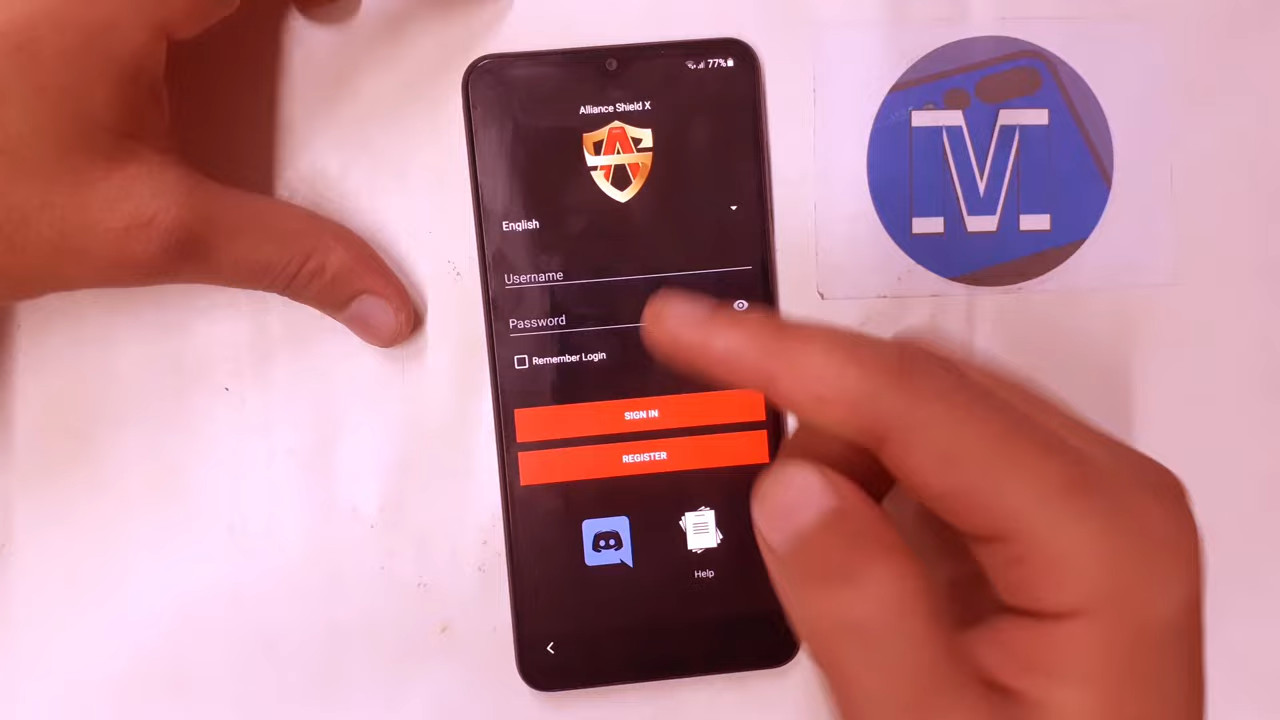 77%
Alliance Shield X
English
Username
Password
Remember Login
SIGN IN
REGISTER
Help
M